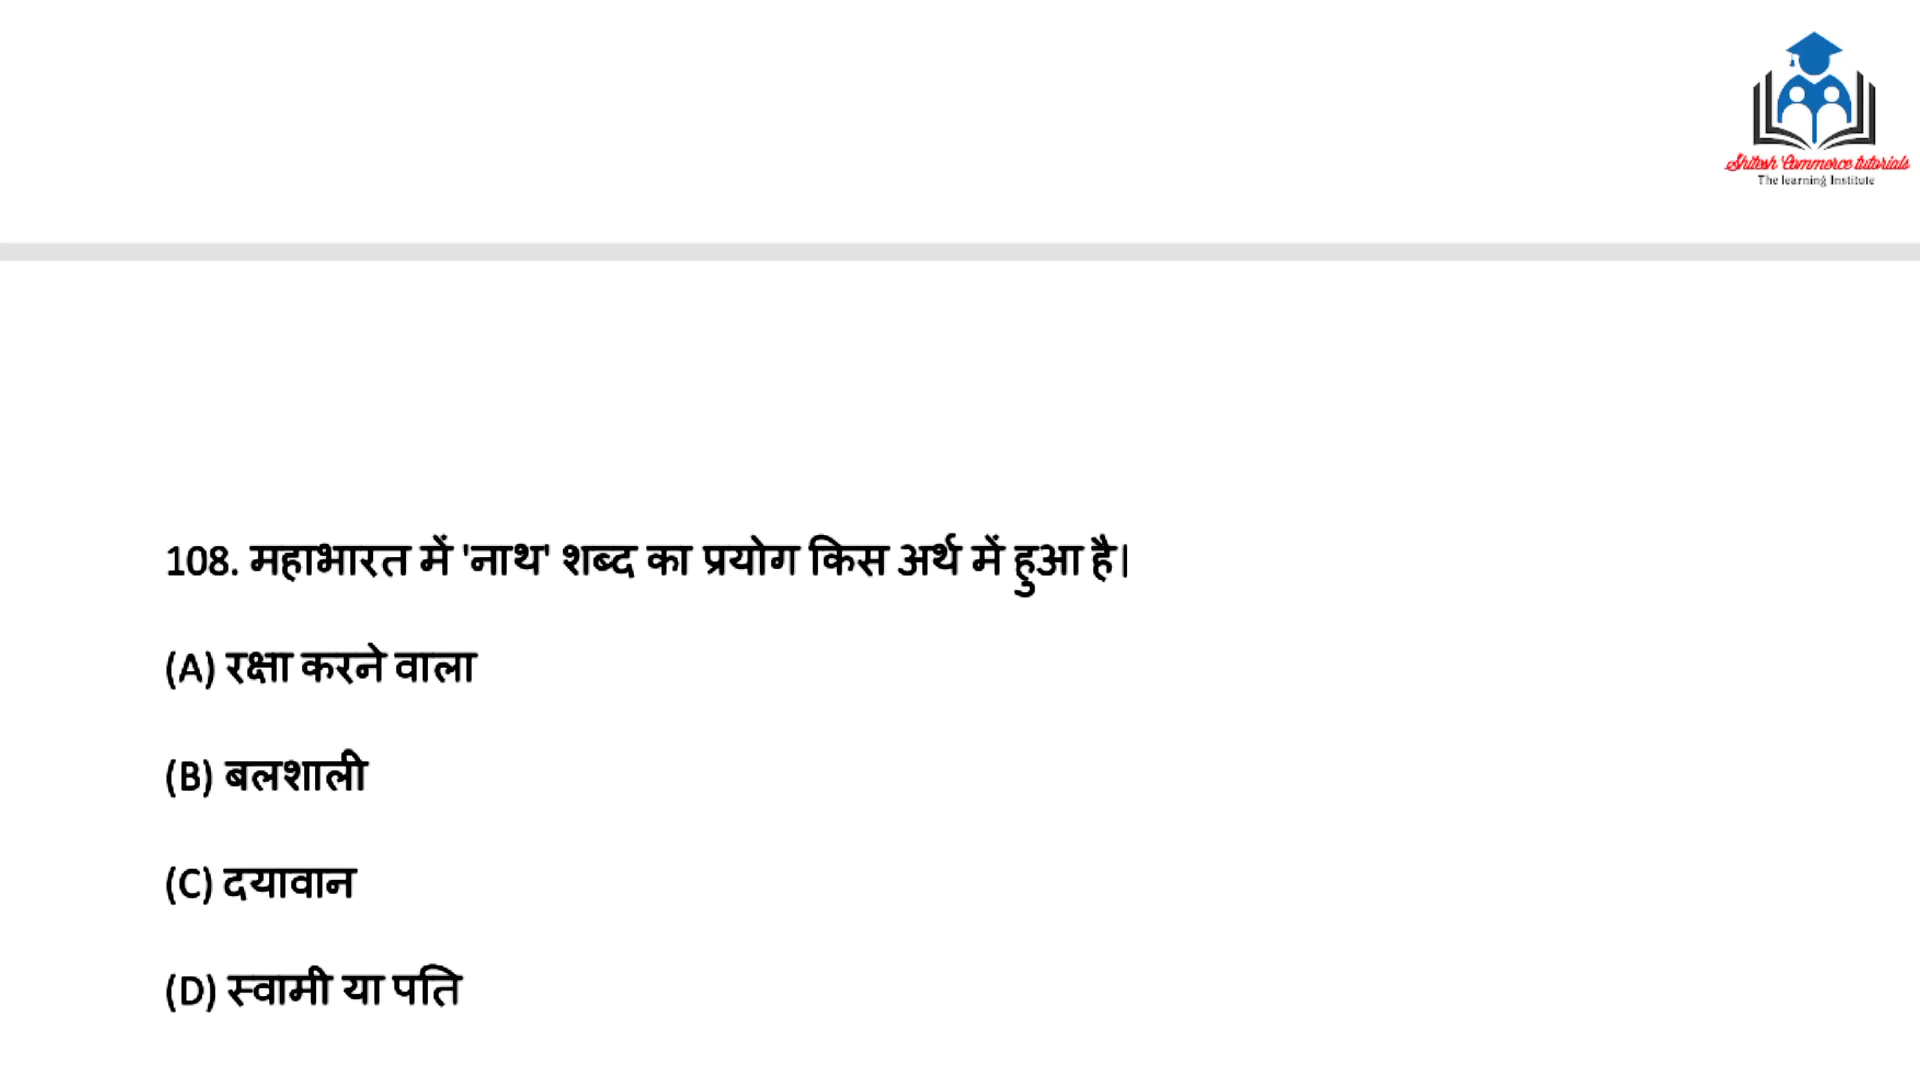 Shitesh Commerce tutorials
The learning Institute
108. महाभारत में 'नाथ' शब्द का प्रयोग किस अर्थ में हुआ है।
(A) रक्षा करने वाला
(B) बलशाली
(C) दयावान
(D) स्वामी या पति